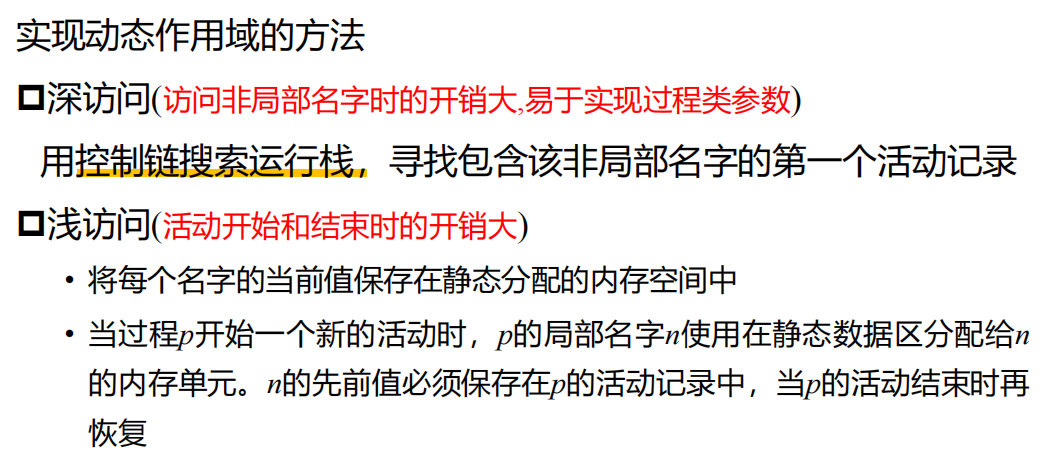 实现动态作用域的方法
深访问(访问非局部名字时的开销大,易于实现过程类参数)
用控制链搜索运行栈，寻找包含该非局部名字的第一个活动记录
浅访问(活动开始和结束时的开销大)
• 将每个名字的当前值保存在静态分配的内存空间中
• 当过程p开始一个新的活动时，p的局部名字n使用在静态数据区分配给n
的内存单元。n的先前值必须保存在p的活动记录中，当p的活动结束时再
恢复